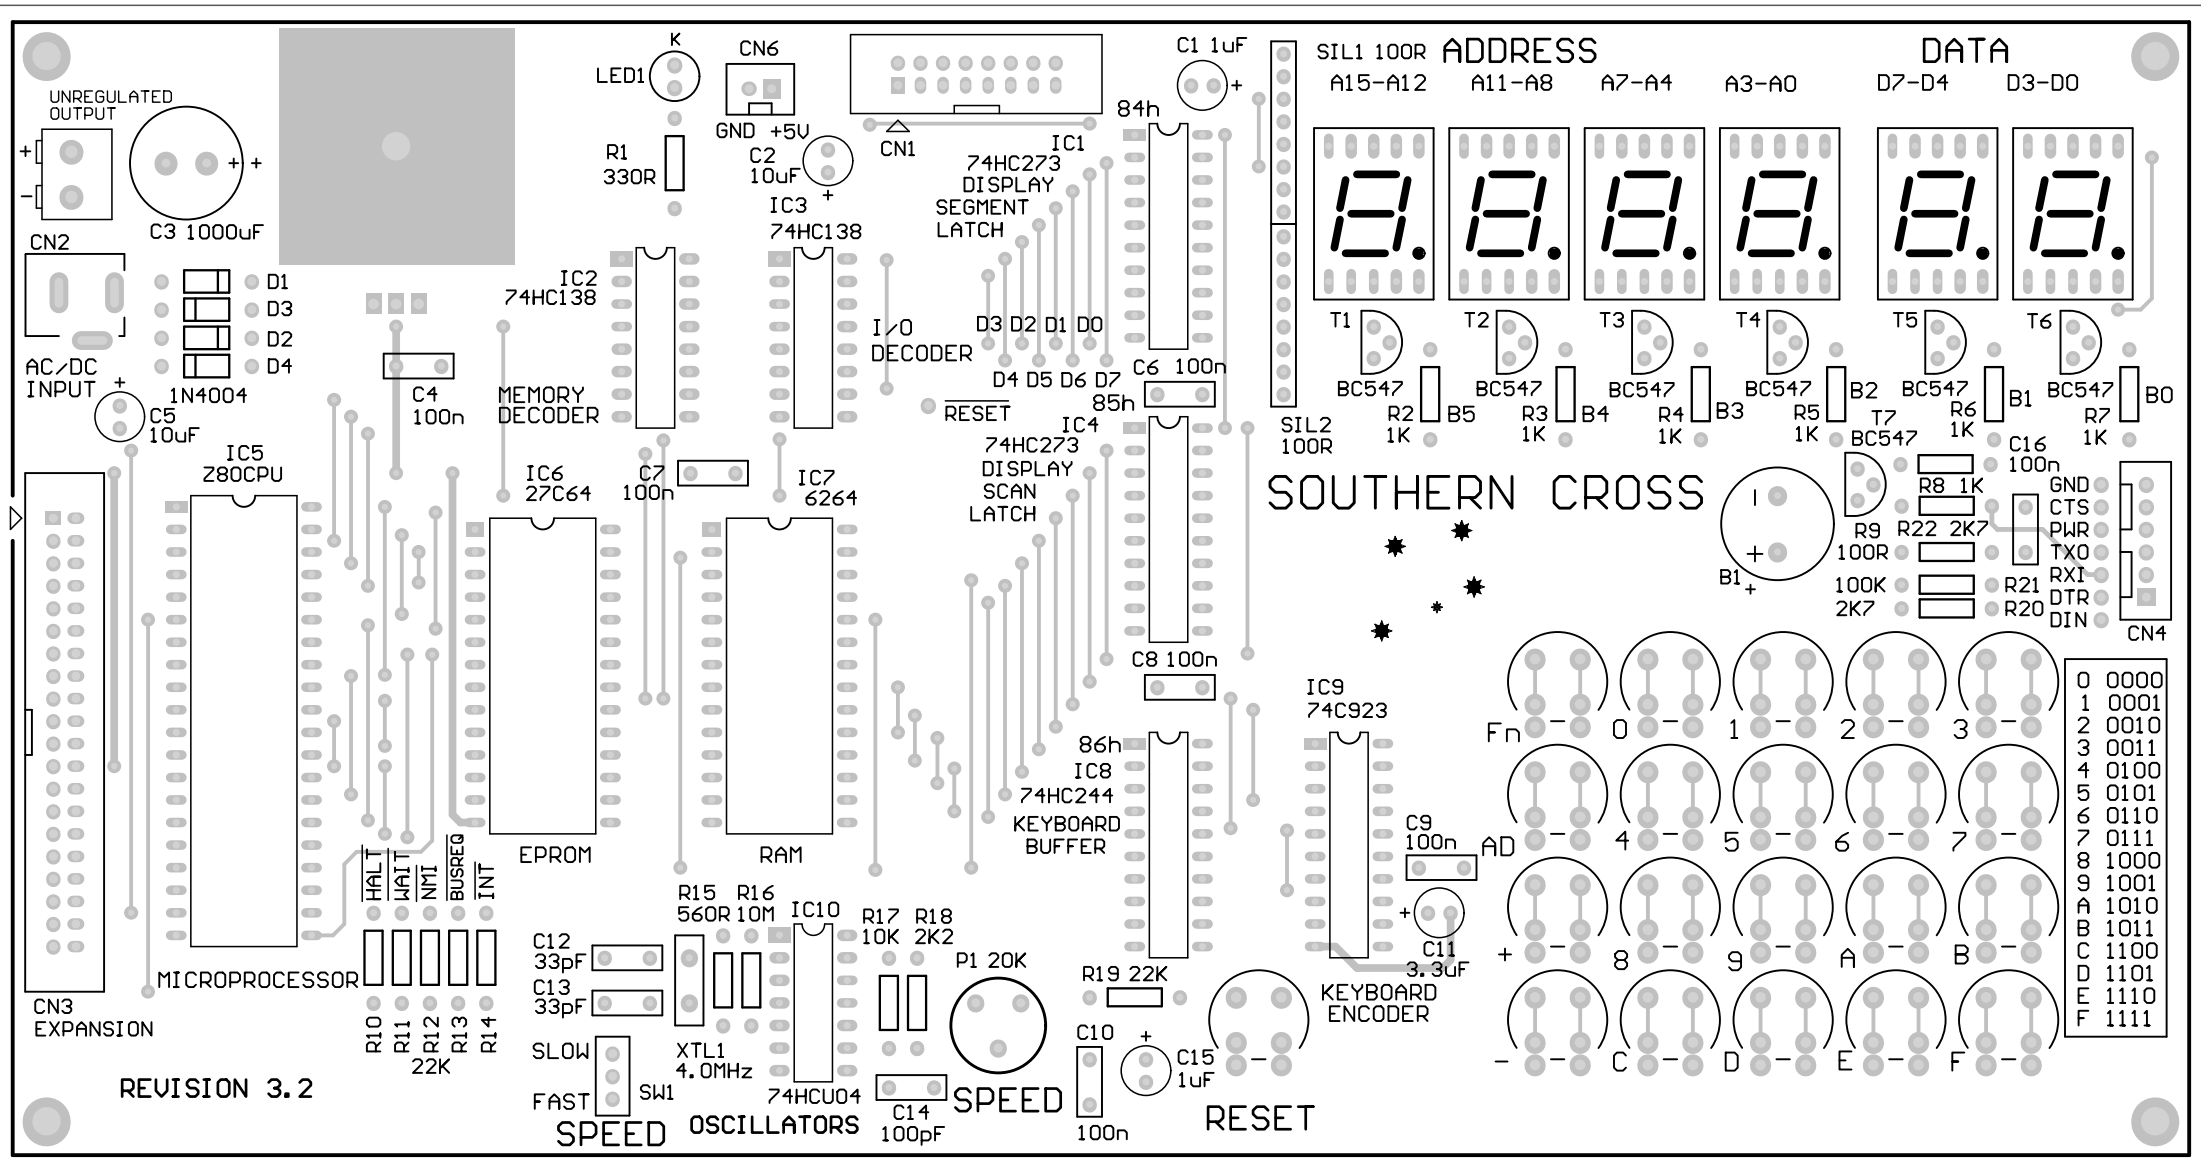 UNREGULATED
OUTPUT
+
-
+ +
C3 1000uF
CN2
AC/DC
INPUT
D1
D3
D2
D4
1N4004
+
C5
10uF
C4
100n
K
LED1
CN6
GND +5V
R1
330R
C2
10uF
+
CN1
IC3
74HC138
IC2
74HC138
MEMORY
DECODER
I/O
DECODER
RESET
C1 1uF
+
84h
IC1
74HC273
DISPLAY
SEGMENT
LATCH
D3 D2 D1 D0
D4 D5 D6 D7
C6 100n
85h
IC4
74HC273
DISPLAY
SCAN
LATCH
SIL1 100R
SIL2
100R
ADDRESS
DATA
A15-A12
A11-A8
A7-A4
A3-A0
D7-D4
D3-D0
8.
8.
8.
8.
8.
8.
T1
BC547
R2
1K
B5
T2
BC547
R3
1K
B4
T3
BC547
R4
1K
B3
T4
BC547
R5
1K
B2
T5
BC547
R6
1K
B1
T6
BC547
R7
1K
B0
T7
BC547
C16
100n
R8 1K
R9
100R
R22 2K7
100K
R21
2K7
R20
B1
-
+
+
GND
CTS
PWR
TXO
RXI
DTR
DIN
CN4
SOUTHERN CROSS
IC5
Z80CPU
MICROPROCESSOR
CN3
EXPANSION
IC6
27C64
EPROM
C7
100n
IC7
6264
RAM
C8 100n
86h
IC8
74HC244
KEYBOARD
BUFFER
IC9
74C923
KEYBOARD
ENCODER
C9
100n
+
C11
3.3uF
HALT
WAIT
NMI
BUSREQ
INT
R10
R11
R12
R13
R14
22K
C12
33pF
C13
33pF
SLOW
FAST
SW1
SPEED
R15
560R
R16
10M
XTL1
4.0MHz
IC10
74HCU04
OSCILLATORS
R17
10K
R18
2K2
C14
100pF
P1 20K
SPEED
R19 22K
C10
100n
+
C15
1uF
RESET
-
Fn - 0 - 1 - 2 - 3 -
AD - 4 - 5 - 6 - 7 -
+ - 8 - 9 - A - B -
- - C - D - E - F -
0 0000
1 0001
2 0010
3 0011
4 0100
5 0101
6 0110
7 0111
8 1000
9 1001
A 1010
B 1011
C 1100
D 1101
E 1110
F 1111
REVISION 3.2